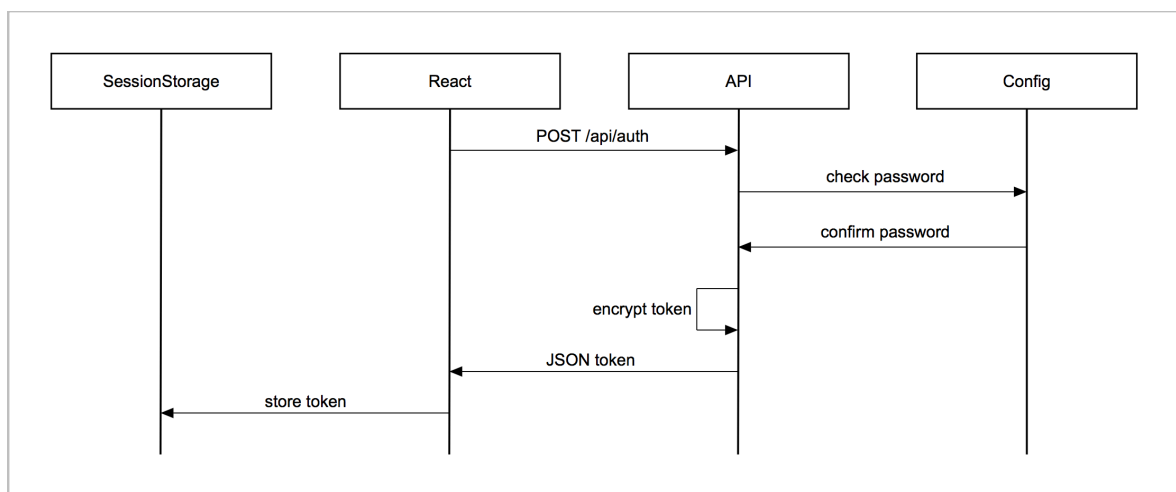 SessionStorage
React
API
Config
POST /api/auth
check password
confirm password
encrypt token
JSON token
store token